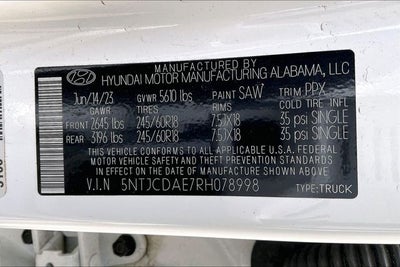 MANUFACTURED BY
HYUNDAI MOTOR MANUFACTURING ALABAMA, LLC
Jun/14/23 GVWR 5610 lbs PAINT SAW TRIM PPX
GAWR TIRES RIMS COLD TIRE INFL
FRONT 2645 lbs 245/60R18 7.5JX18 35 psi SINGLE
REAR 3196 lbs 245/60R18 7.5JX18 35 psi SINGLE
THIS VEHICLE CONFORMS TO ALL APPLICABLE U.S.A. FEDERAL
MOTOR VEHICLE SAFETY AND THEFT PREVENTION STANDARDS
IN EFFECT ON THE DATE OF MANUFACTURE SHOWN ABOVE.
V.I.N 5NTJCDAE7RH078998 TYPE:TRUCK